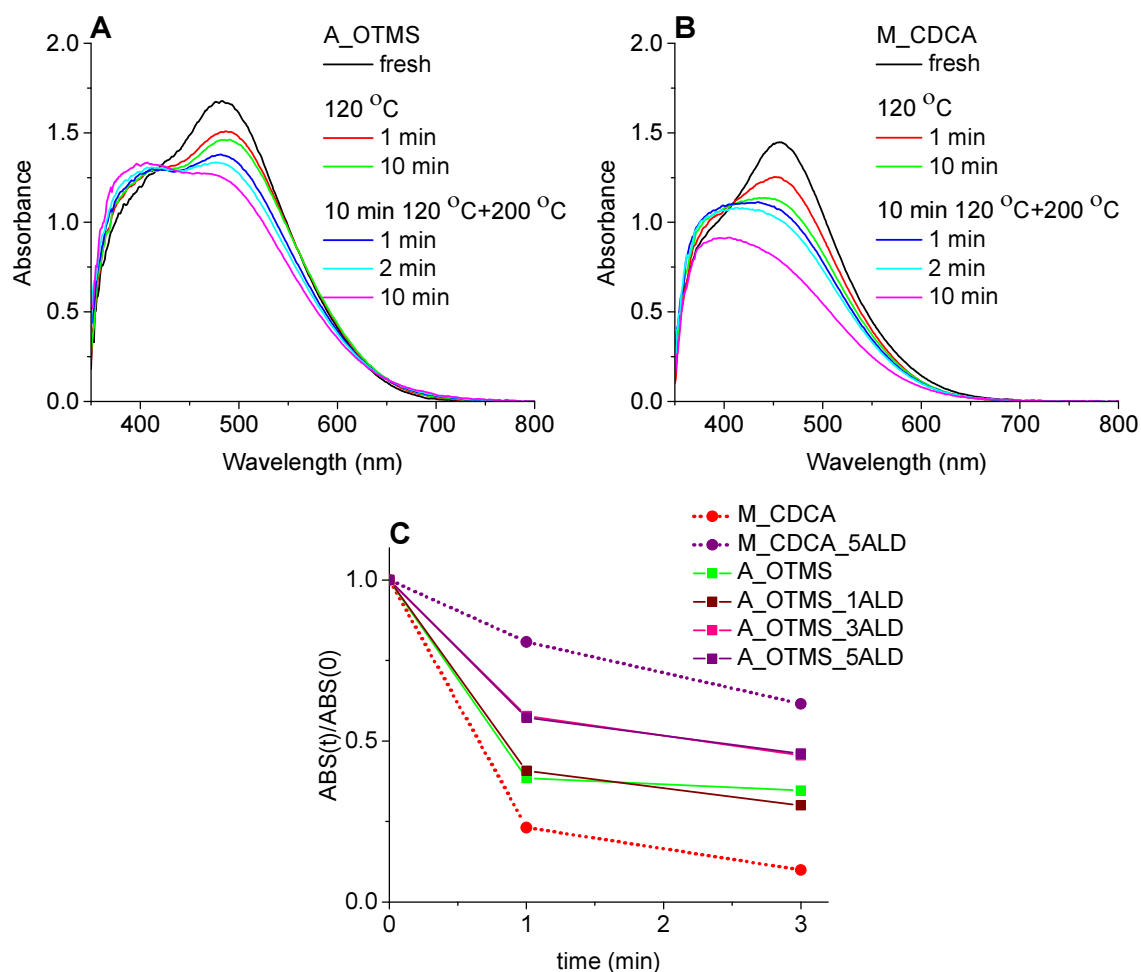 A
A_OTMS
fresh
120 °C
1 min
10 min
10 min 120 °C+200 °C
1 min
2 min
10 min
2.0
1.5
1.0
0.5
0.0
Absorbance
400 500 600 700 800
Wavelength (nm)
B
M_CDCA
fresh
120 °C
1 min
10 min
10 min 120 °C+200 °C
1 min
2 min
10 min
2.0
1.5
1.0
0.5
0.0
Absorbance
400 500 600 700 800
Wavelength (nm)
C
M_CDCA
M_CDCA_5ALD
A_OTMS
A_OTMS_1ALD
A_OTMS_3ALD
A_OTMS_5ALD
1.0
0.5
0.0
ABS(t)/ABS(0)
0 1 2 3
time (min)